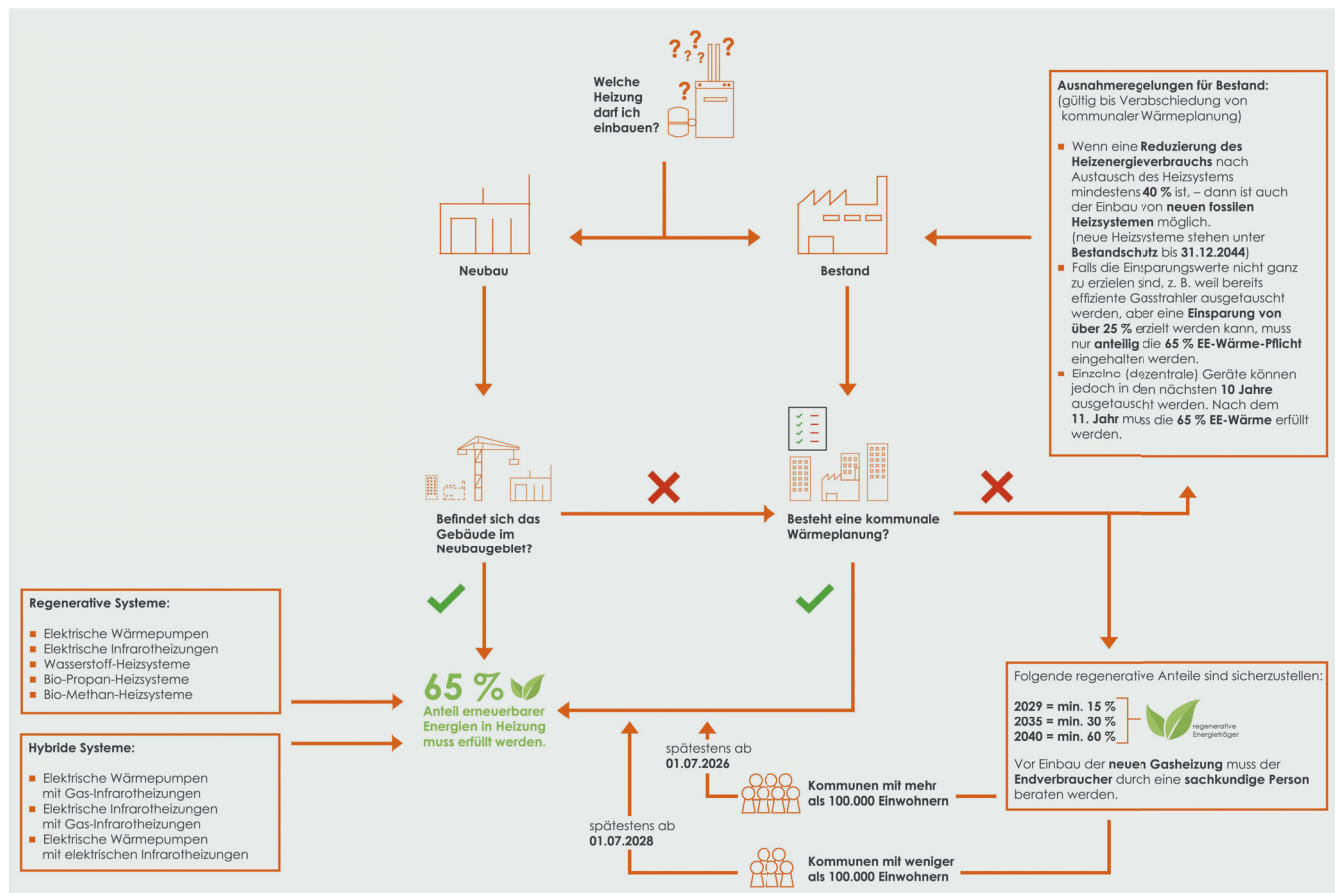 ? ? ? ? ? ?
Welche
Heizung
darf ich
einbauen?
Neubau
Bestand
Ausnahmeregelungen für Bestand:
(gültig bis Verabschiedung von
kommunaler Wärmeplanung)
Wenn eine Reduzierung des
Heizenergieverbrauchs nach
Austausch des Heizsystems
mindestens 40 % ist, – dann ist auch
der Einbau von neuen fossilen
Heizsystemen möglich.
(neue Heizsysteme stehen unter
Bestandschutz bis 31.12.2044)
Falls die Einsparungswerte nicht ganz
zu erzielen sind, z. B. weil bereits
effiziente Gasstrahler ausgetauscht
werden, aber eine Einsparung von
über 25 % erzielt werden kann, muss
nur anteilig die 65 % EE-Wärme-Pflicht
eingehalten werden.
Einzelne (dezentrale) Geräte können
jedoch in den nächsten 10 Jahre
ausgetauscht werden. Nach dem
11. Jahr muss die 65 % EE-Wärme erfüllt
werden.
Befindet sich das
Gebäude im
Neubaugebiet?
Besteht eine kommunale
Wärmeplanung?
Regenerative Systeme:
Elektrische Wärmepumpen
Elektrische Infrarotheizungen
Wasserstoff-Heizsysteme
Bio-Propan-Heizsysteme
Bio-Methan-Heizsysteme
65 %
Anteil erneuerbarer
Energien in Heizung
muss erfüllt werden.
Hybride Systeme:
Elektrische Wärmepumpen
mit Gas-Infrarotheizungen
Elektrische Infrarotheizungen
mit Gas-Infrarotheizungen
Elektrische Wärmepumpen
mit elektrischen Infrarotheizungen
Folgende regenerative Anteile sind sicherzustellen:
2029 = min. 15 %
2035 = min. 30 %
2040 = min. 60 %
regenerative
Energieträger
Vor Einbau der neuen Gasheizung muss der
Endverbraucher durch eine sachkundige Person
beraten werden.
spätestens ab
01.07.2026
Kommunen mit mehr
als 100.000 Einwohnern
spätestens ab
01.07.2028
Kommunen mit weniger
als 100.000 Einwohnern